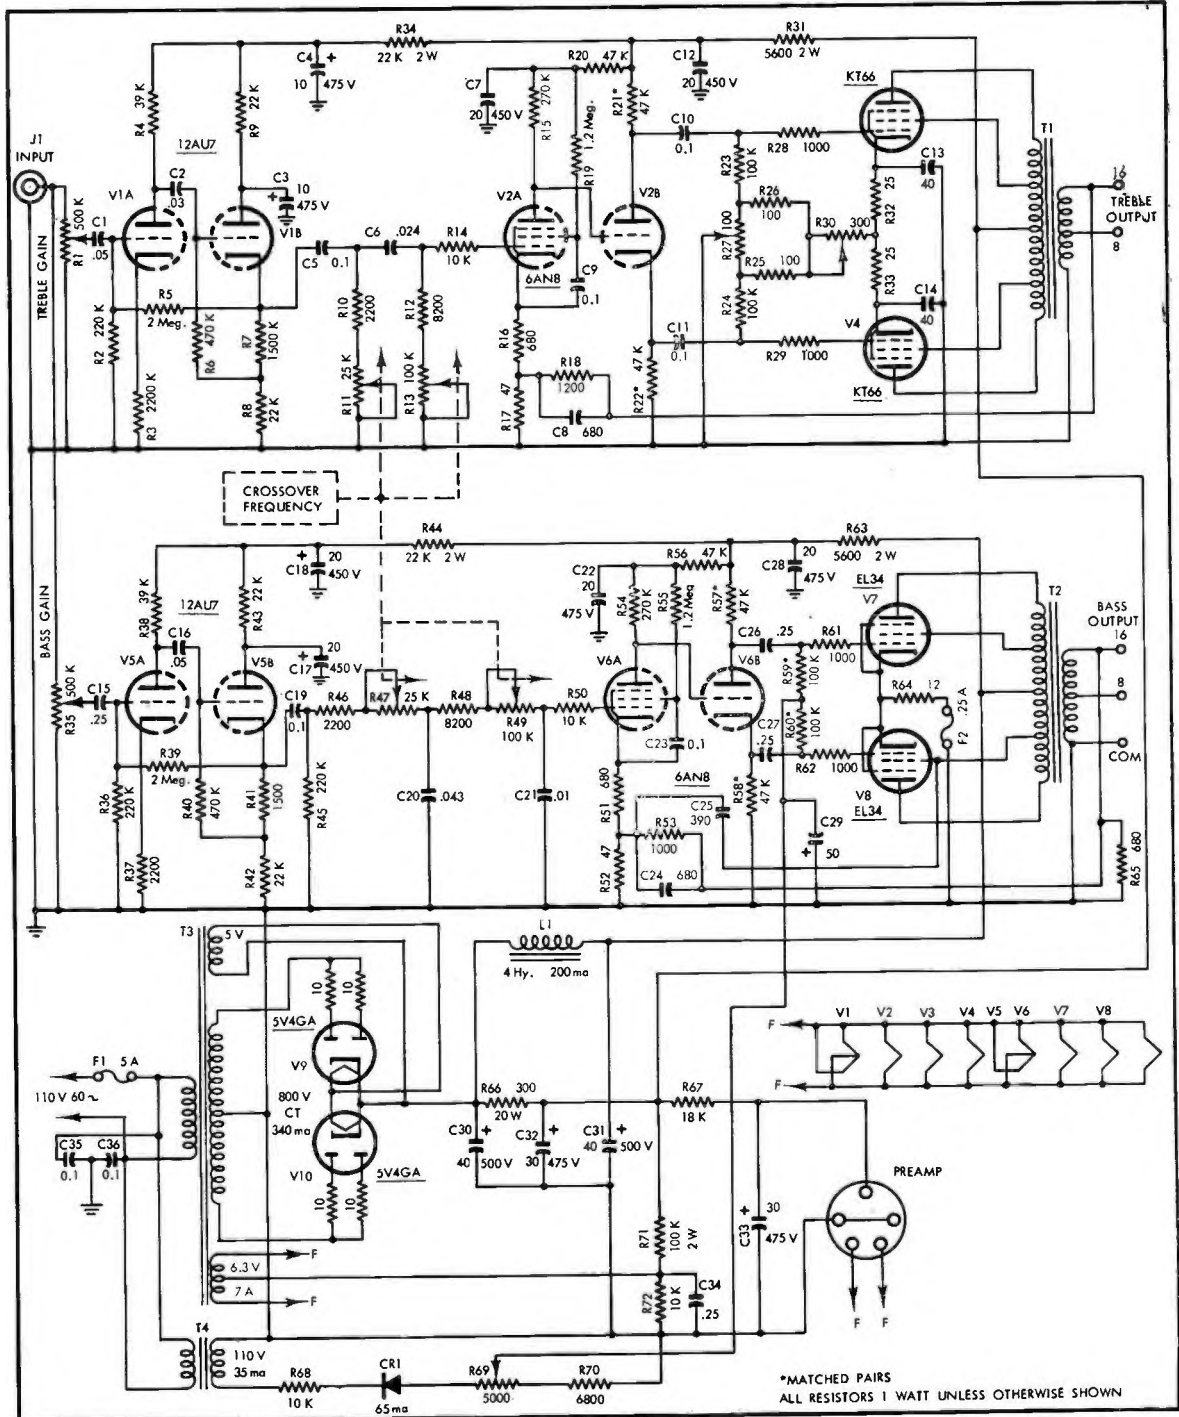 J1
INPUT
TREBLE GAIN
R1 500 K
C1
.05
R2 220 K
R4 39 K
12AU7
V1A
C2
.03
R9 22 K
C4
10
+
475 V
C3
10
+
475 V
V1B
R5
2 Meg.
R3 2200 K
R6 470 K
R7 1500 K
R8 22 K
R34
22 K 2 W
C5
0.1
C6
.024
R10 2200
R11 25 K
R12 8200
R13 100 K
R14
10 K
C7
20
450 V
R15 270 K
R20
47 K
R19 1.2 Meg.
R21* 47 K
V2A
V2B
6AN8
C9
0.1
R16 680
R17 47
R18
1200
C8
680
R22* 47 K
C12
20
450 V
R31
5600 2 W
C10
0.1
C11
0.1
R23 100 K
R26
100
R27 100
R25
100
R24 100 K
R30
300
R28
1000
R29
1000
KT66
R32 25
R33 25
C13
40
C14
40
V4
KT66
T1
16
TREBLE
OUTPUT
8
CROSSOVER
FREQUENCY
BASS GAIN
R35 500 K
C15
.25
R36 220 K
R38 39 K
12AU7
V5A
C16
.05
R43 22 K
+
C18
20
450 V
V5B
C17
+
20
450 V
R39
2 Meg.
R37 2200
R40 470 K
R41 1500
R42 22 K
R44
22 K 2 W
C19
0.1
R45 220 K
R46
2200
R47
25 K
C20
.043
R48
8200
R49
100 K
C21
.01
R50
10 K
C22
20
475 V
R54 270 K
R55 1.2 Meg
R56
47 K
R57* 47 K
V6A
V6B
C23
0.1
6AN8
R51 680
R52 47
R53
1000
C24
680
C25
390
R58* 47 K
C28
20
475 V
R63
5600 2 W
C26
.25
C27
.25
R59* 100 K
R60* 100 K
R61
1000
R62
1000
EL34
V7
R64
12
.25 A
F2
V8
EL34
C29
+
50
T2
BASS
OUTPUT
16
8
COM
R65 680
T3
5 V
10
10
5V4GA
V9
800 V
CT
340 ma
V10
5V4GA
10
10
F1
5 A
110 V 60 ~
C35
0.1
C36
0.1
6.3 V
7 A
F
F
T4
110 V
35 ma
R68
10 K
CR1
65 ma
R69
5000
R70
6800
L1
4 Hy. 200 ma
R66
300
20 W
C30
+
40
500 V
C32
+
30
475 V
C31
+
40
500 V
R67
18 K
R71 100 K 2 W
R72 10 K
C34
.25
C33
+
30
475 V
PREAMP
F
F
F
F
V1
V2
V3
V4
V5
V6
V7
V8
*MATCHED PAIRS
ALL RESISTORS 1 WATT UNLESS OTHERWISE SHOWN